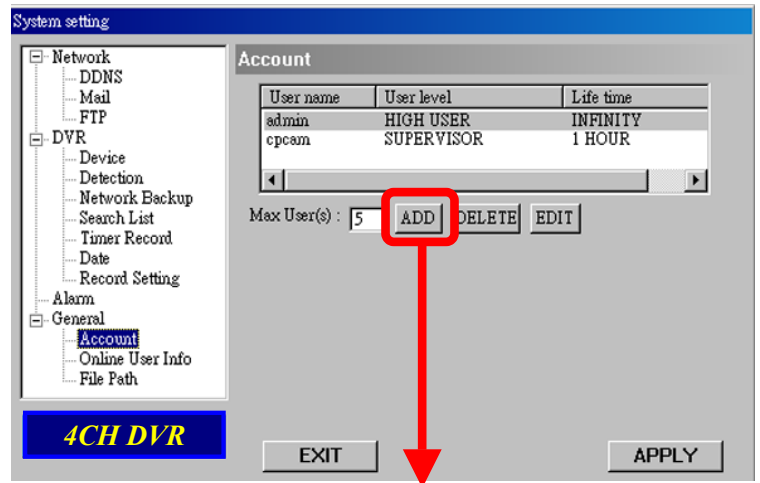 System setting
Network
DDNS
Mail
FTP
DVR
Device
Detection
Network Backup
Search List
Timer Record
Date
Record Setting
Alarm
General
Account
Online User Info
File Path
4CH DVR
Account
User name User level Life time
admin HIGH USER INFINITY
cpcam SUPERVISOR 1 HOUR
Max User(s) : 5 ADD DELETE EDIT
EXIT APPLY